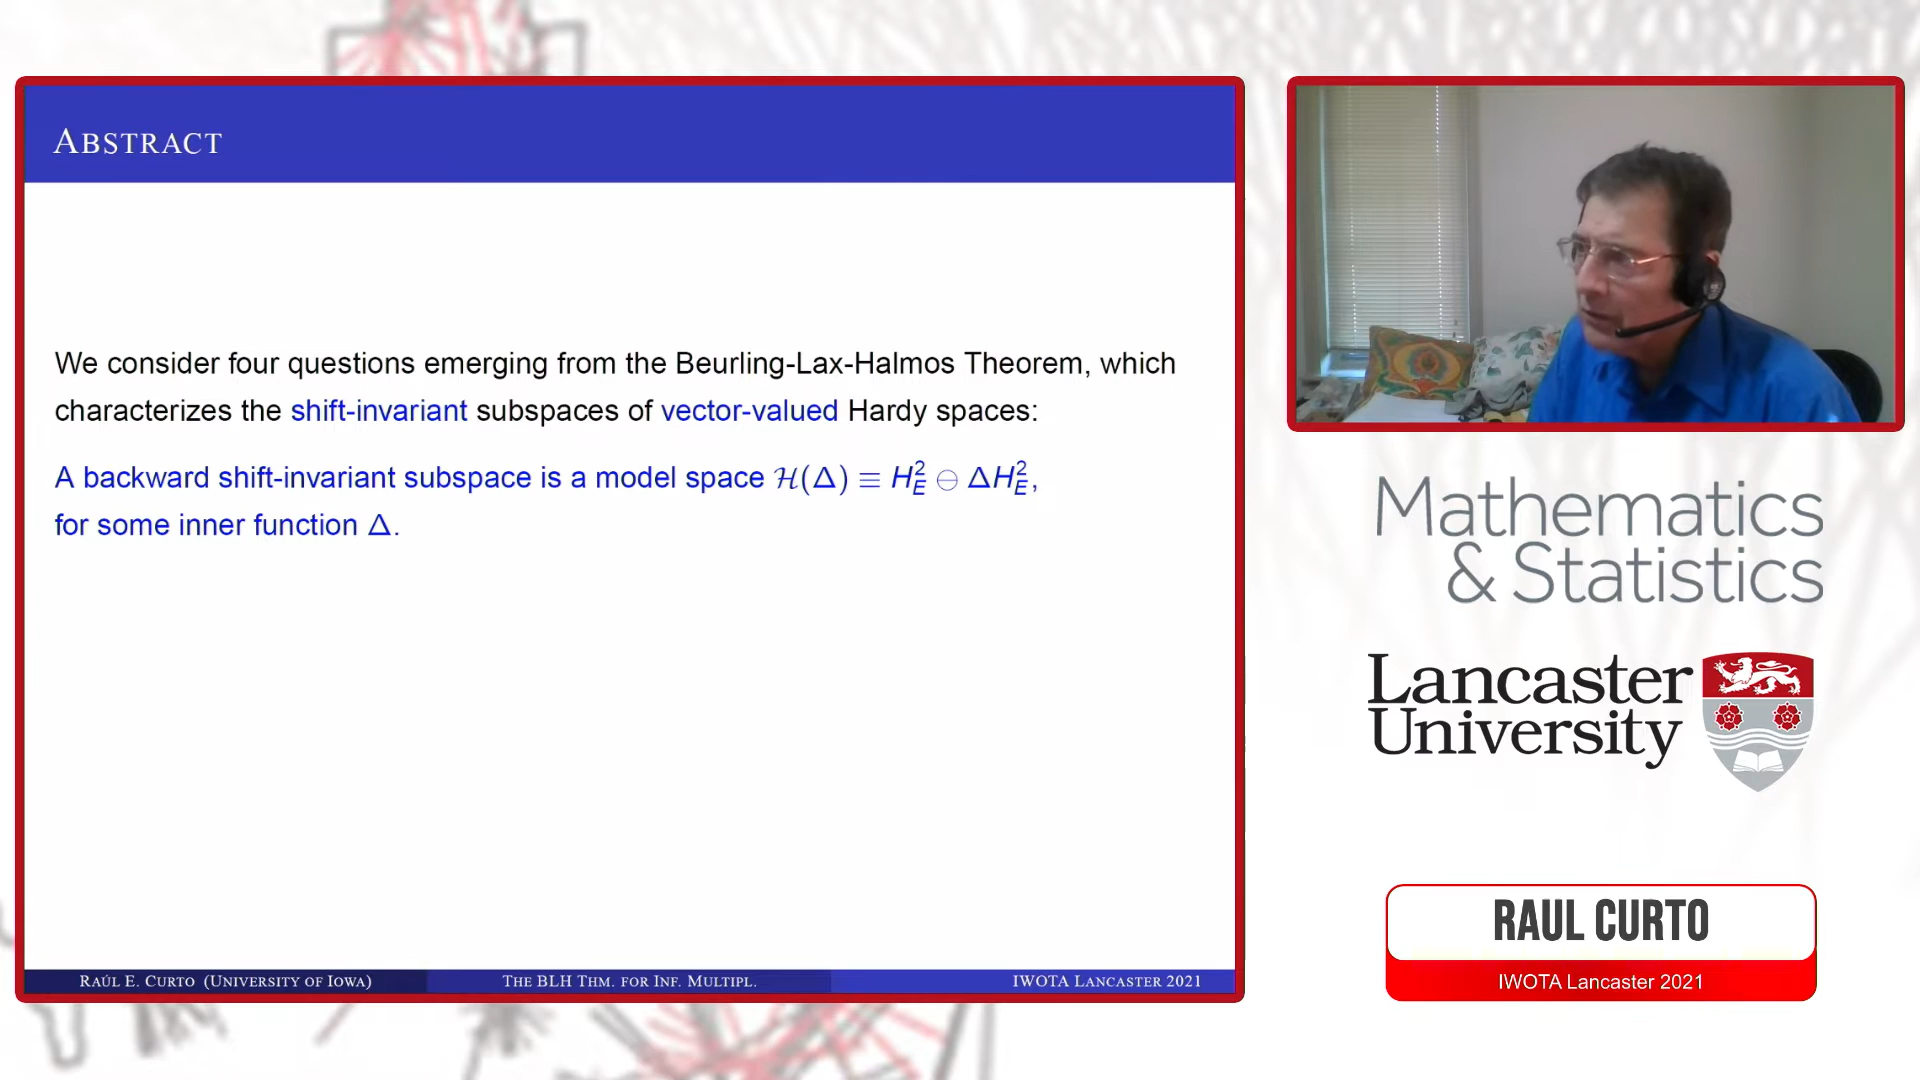 ABSTRACT
We consider four questions emerging from the Beurling-Lax-Halmos Theorem, which
characterizes the shift-invariant subspaces of vector-valued Hardy spaces:
A backward shift-invariant subspace is a model space ℋ(Δ) ≡ H²_E ⊖ ΔH²_E,
for some inner function Δ.
RAÚL E. CURTO (UNIVERSITY OF IOWA)
THE BLH THM. FOR INF. MULTIPL.
IWOTA LANCASTER 2021
Mathematics
& Statistics
Lancaster
University
RAUL CURTO
IWOTA Lancaster 2021